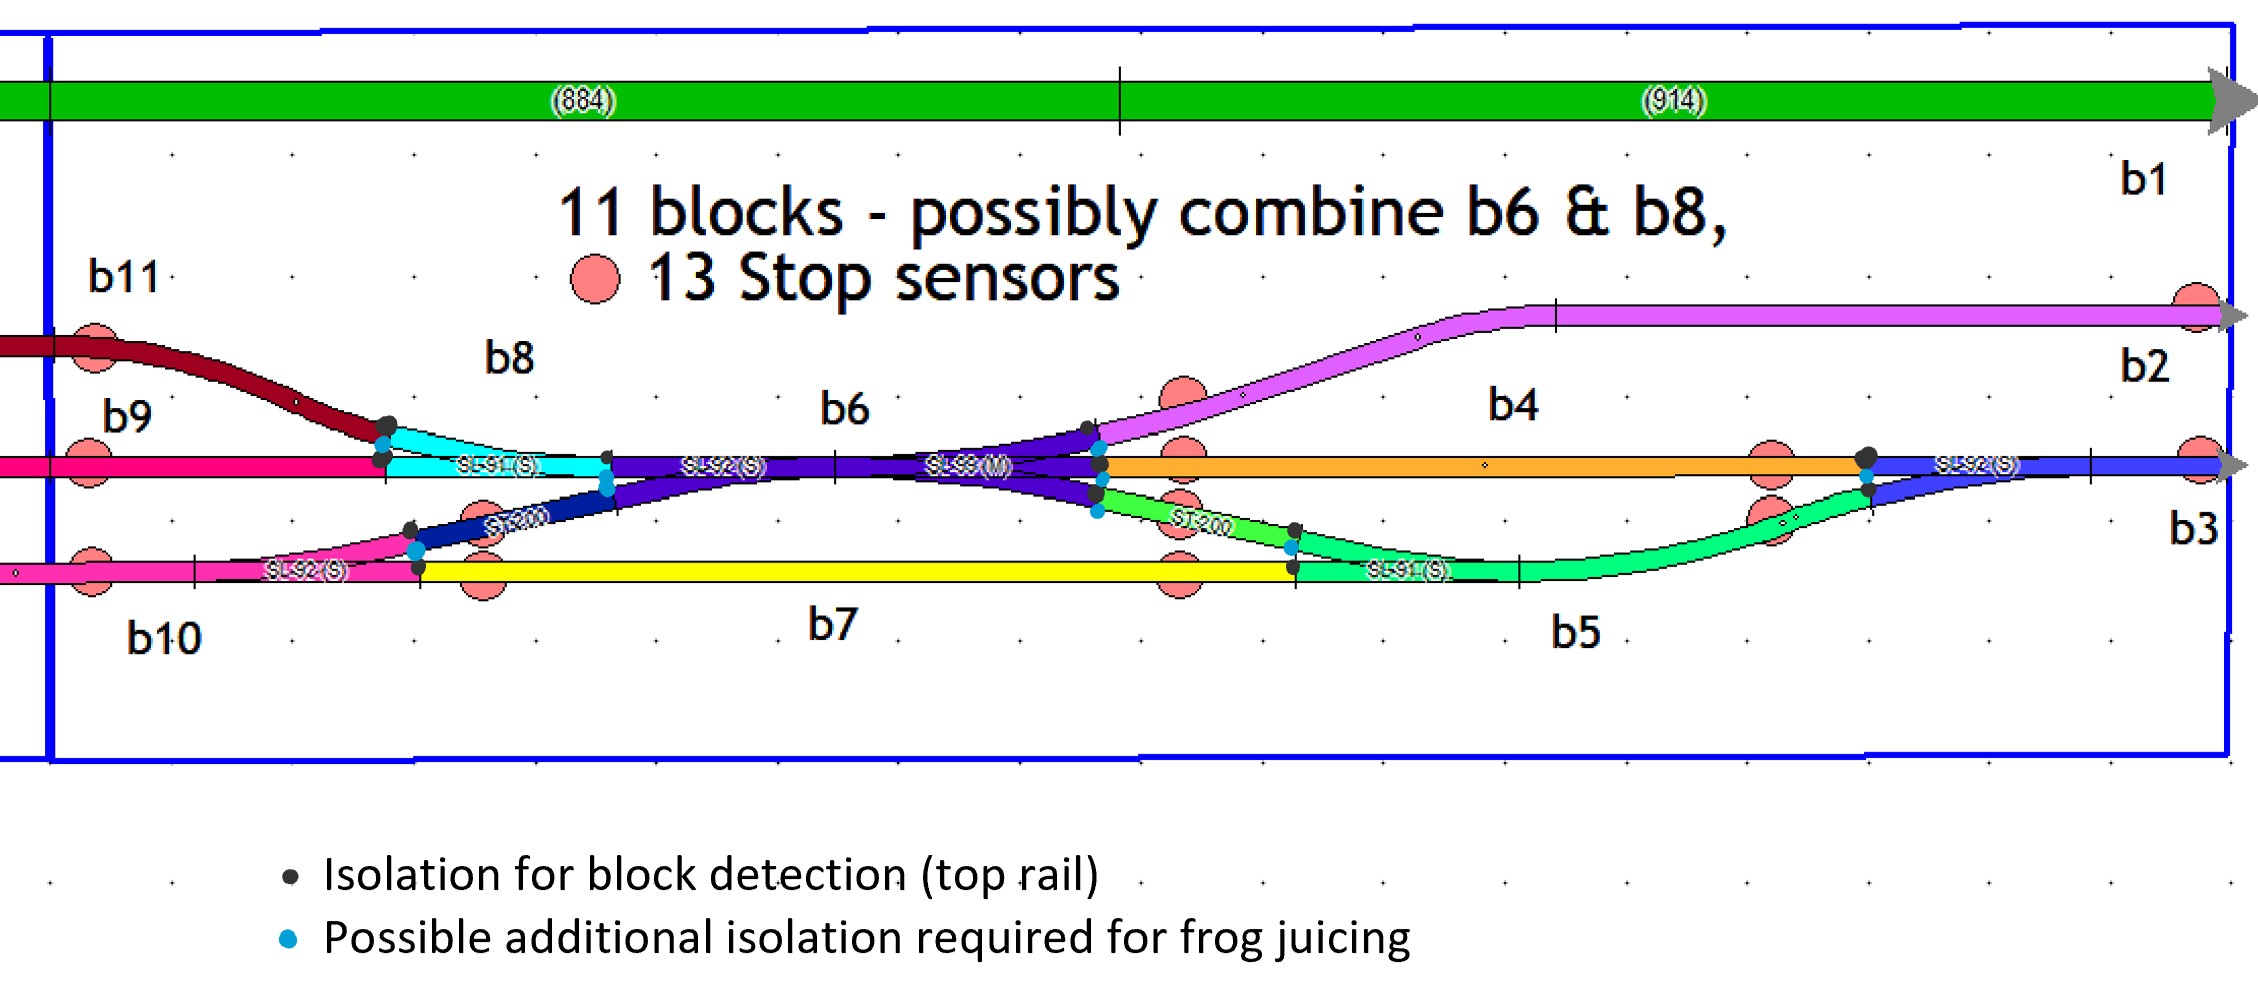 (884)
(914)
b1
11 blocks - possibly combine b6 & b8,
13 Stop sensors
b11
b8
b2
b9
b6
b4
SL-91 (S)
SL-92 (S)
SL-99 (M)
SL-92 (S)
ST-200
ST-200
b3
SL-92 (S)
SL-91 (S)
b10
b7
b5
Isolation for block detection (top rail)
Possible additional isolation required for frog juicing